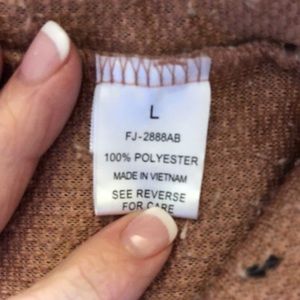 L
FJ-2888AB
100% POLYESTER
MADE IN VIETNAM
SEE REVERSE
FOR CARE